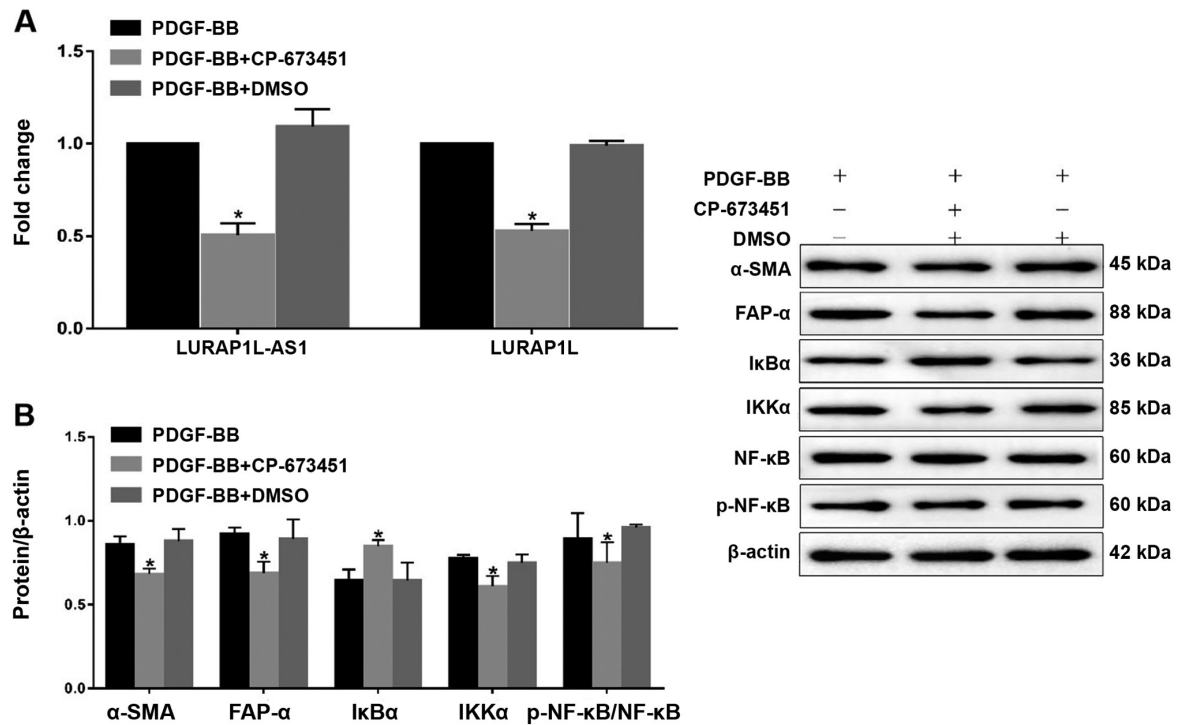 A
PDGF-BB
PDGF-BB+CP-673451
PDGF-BB+DMSO
Fold change
1.5
1.0
0.5
0.0
*
*
LURAP1L-AS1
LURAP1L
B
PDGF-BB
PDGF-BB+CP-673451
PDGF-BB+DMSO
Protein/β-actin
1.5
1.0
0.5
0.0
*
*
*
*
*
α-SMA
FAP-α
IκBα
IKKα
p-NF-κB/NF-κB
PDGF-BB + + +
CP-673451 − + −
DMSO − + +
α-SMA 45 kDa
FAP-α 88 kDa
IκBα 36 kDa
IKKα 85 kDa
NF-κB 60 kDa
p-NF-κB 60 kDa
β-actin 42 kDa